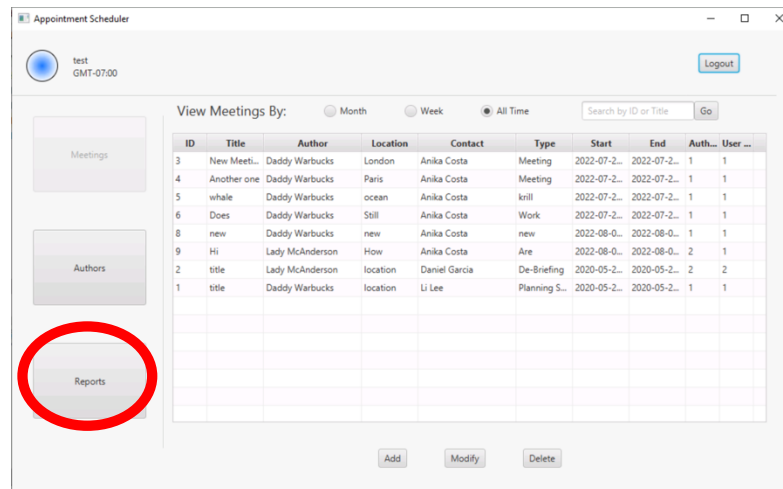 Appointment Scheduler
test
GMT-07:00
Logout
View Meetings By: Month Week All Time Search by ID or Title Go
Meetings
Authors
Reports
ID Title Author Location Contact Type Start End Auth... User ...
3 New Meeti... Daddy Warbucks London Anika Costa Meeting 2022-07-2... 2022-07-2... 1 1
4 Another one Daddy Warbucks Paris Anika Costa Meeting 2022-07-2... 2022-07-2... 1 1
5 whale Daddy Warbucks ocean Anika Costa krill 2022-07-2... 2022-07-2... 1 1
6 Does Daddy Warbucks Still Anika Costa Work 2022-07-2... 2022-07-2... 1 1
8 new Daddy Warbucks new Anika Costa new 2022-08-0... 2022-08-0... 1 1
9 Hi Lady McAnderson How Anika Costa Are 2022-08-0... 2022-08-0... 2 1
2 title Lady McAnderson location Daniel Garcia De-Briefing 2020-05-2... 2020-05-2... 2 2
1 title Daddy Warbucks location Li Lee Planning S... 2020-05-2... 2020-05-2... 1 1
Add Modify Delete